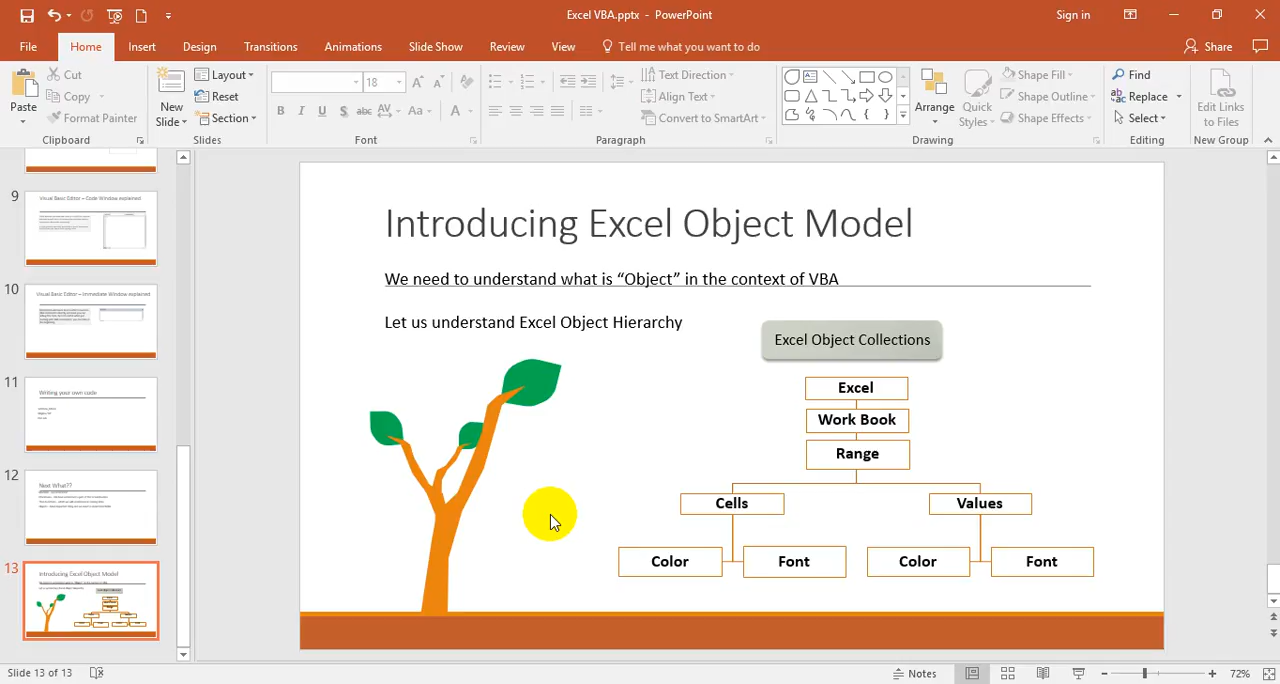 Excel VBA.pptx - PowerPoint
Sign in
File Home Insert Design Transitions Animations Slide Show Review View Tell me what you want to do Share
Paste
Cut
Copy
Format Painter
Clipboard
New Slide
Layout
Reset
Section
Slides
18
B I U S abc AV Aa A
Font
Text Direction
Align Text
Convert to SmartArt
Paragraph
Arrange
Quick Styles
Shape Fill
Shape Outline
Shape Effects
Drawing
Find
Replace
Select
Editing
Edit Links to Files
New Group
9
Visual Basic Editor – Code Window explained
10
Visual Basic Editor – Immediate Window explained
11
Writing your own code
12
Next What??
13
Introducing Excel Object Model
Introducing Excel Object Model
We need to understand what is “Object” in the context of VBA
Let us understand Excel Object Hierarchy
Excel Object Collections
Excel
Work Book
Range
Cells Values
Color Font Color Font
Slide 13 of 13
Notes
72%